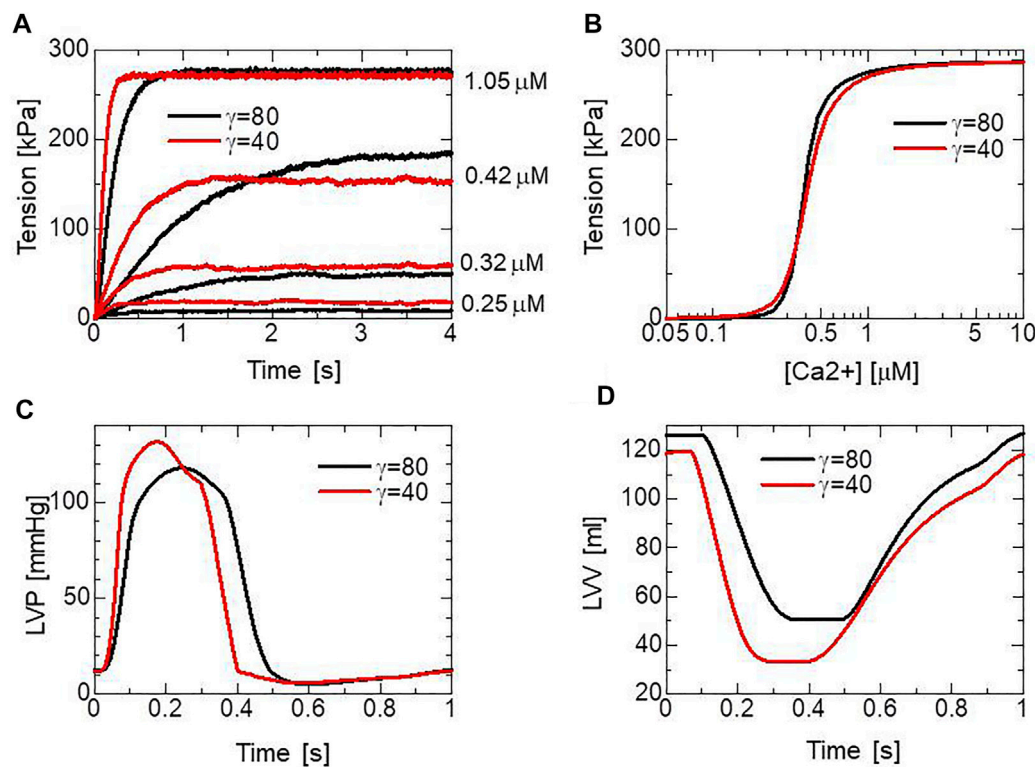 A
Tension [kPa]
300
200
100
0
γ=80
γ=40
1.05 μM
0.42 μM
0.32 μM
0.25 μM
0 1 2 3 4
Time [s]
B
Tension [kPa]
300
200
100
0
γ=80
γ=40
0.05 0.1 0.5 1 5 10
[Ca2+] [μM]
C
LVP [mmHg]
100
50
0
γ=80
γ=40
0 0.2 0.4 0.6 0.8 1
Time [s]
D
LVV [ml]
120
100
80
60
40
20
γ=80
γ=40
0 0.2 0.4 0.6 0.8 1
Time [s]